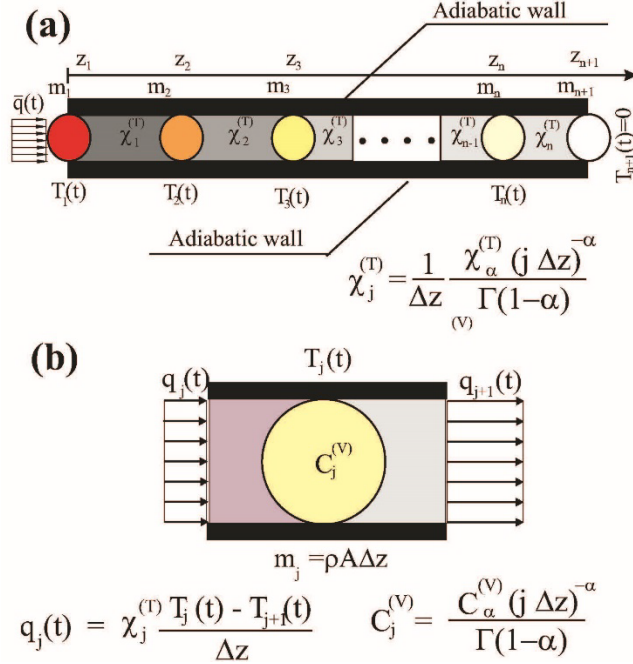 (a)
Adiabatic wall
z₁ z₂ z₃ zₙ zₙ₊₁
m₁ m₂ m₃ mₙ mₙ₊₁
q̄(t)
χ₁⁽ᵀ⁾ χ₂⁽ᵀ⁾ χ₃⁽ᵀ⁾ • • • • χₙ₋₁⁽ᵀ⁾ χₙ⁽ᵀ⁾
Tₙ₊₁(t)=0
T₁(t) T₂(t) T₃(t) Tₙ(t)
Adiabatic wall
χⱼ^(T) = 1/Δz χ_α^(T) (j Δz)^−α / Γ(1−α)
(V)
(b)
Tⱼ(t)
qⱼ(t) qⱼ₊₁(t)
Cⱼ^(V)
mⱼ =ρAΔz
qⱼ(t) = χⱼ^(T) Tⱼ(t) - Tⱼ₊₁(t) / Δz
Cⱼ^(V) = C_α^(V) (j Δz)^−α / Γ(1−α)